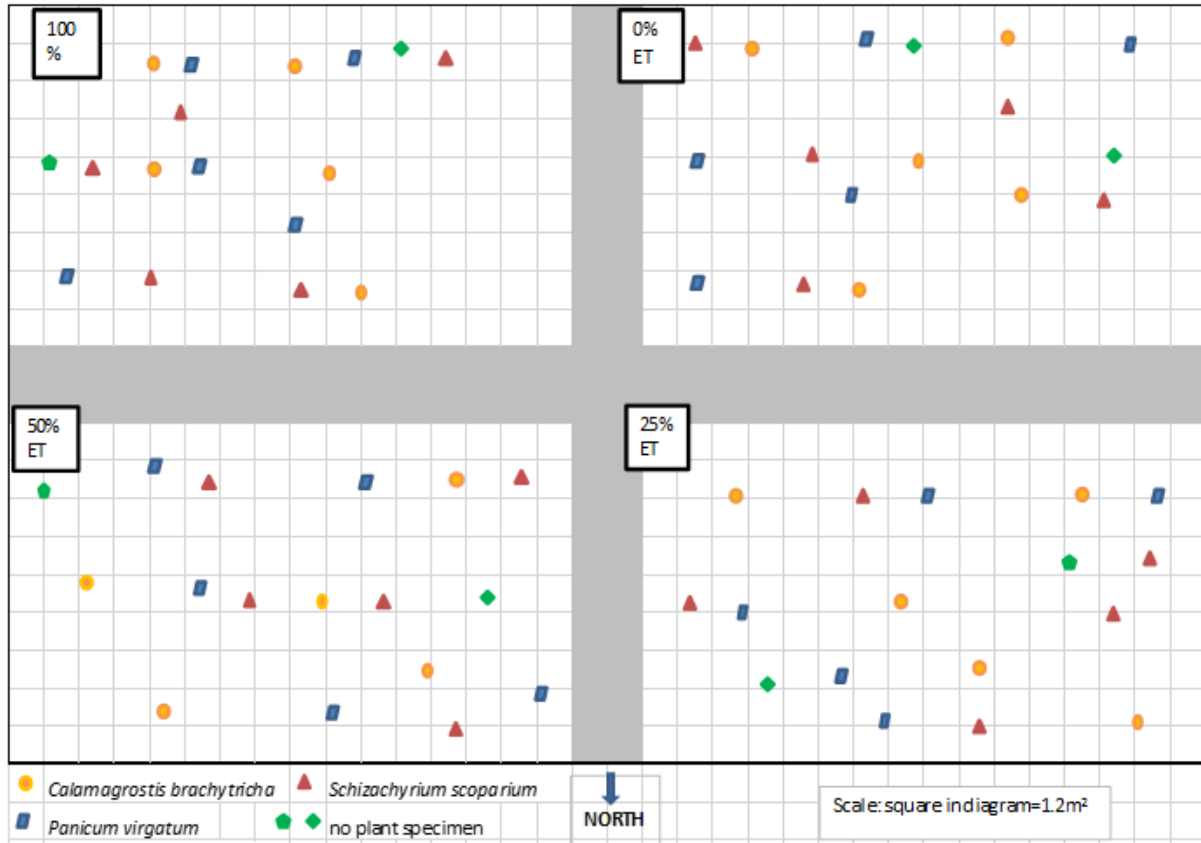 100
%
0%
ET
50%
ET
25%
ET
Calamagrostis brachytricha
Schizachyrium scoparium
Panicum virgatum
no plant specimen
NORTH
Scale: square in diagram=1.2m²